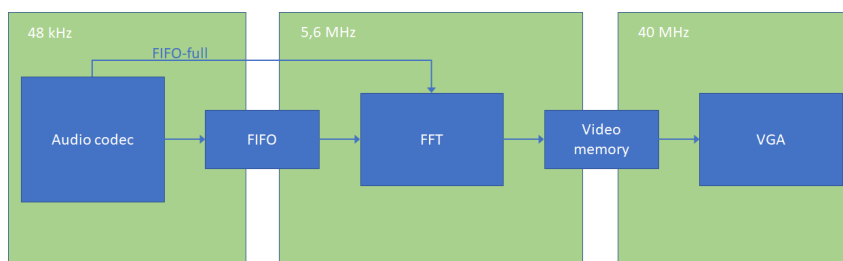 48 kHz
5,6 MHz
40 MHz
FIFO-full
Audio codec
FIFO
FFT
Video
memory
VGA